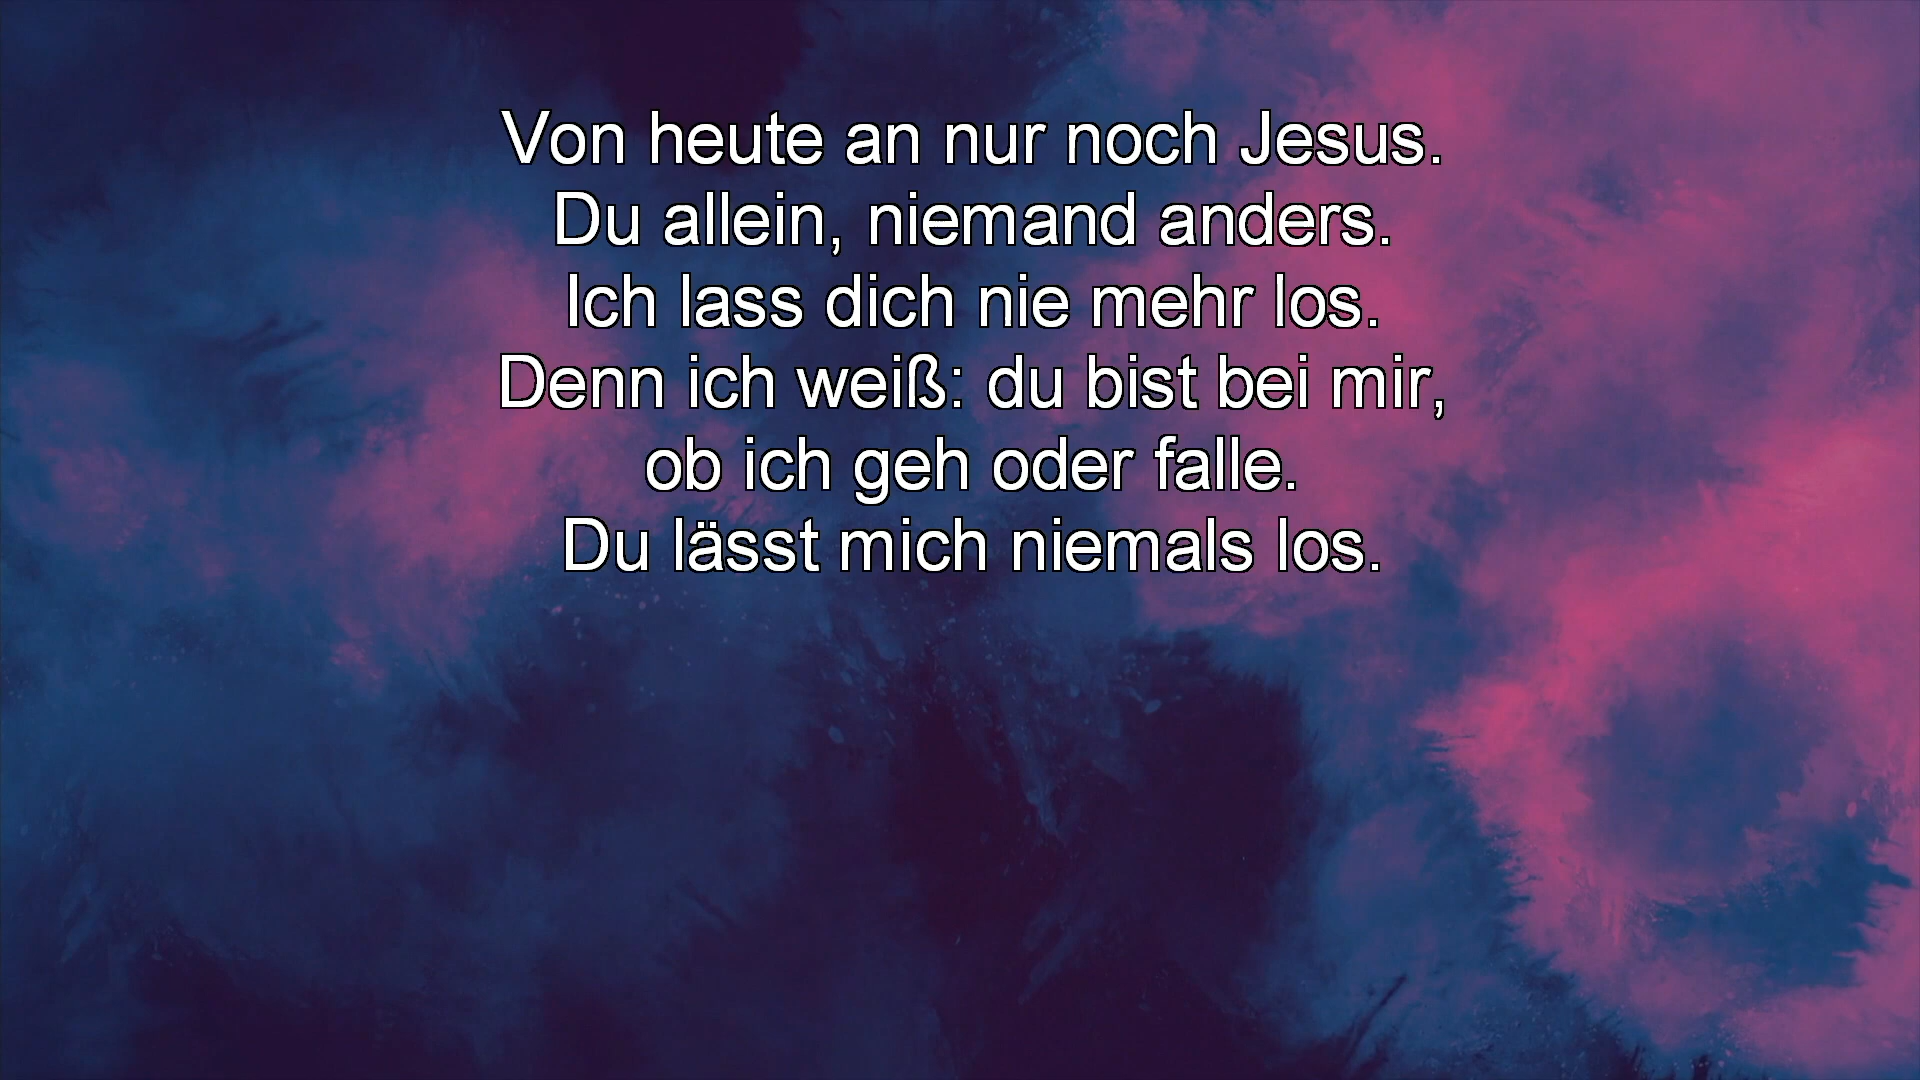 Von heute an nur noch Jesus.
Du allein, niemand anders.
Ich lass dich nie mehr los.
Denn ich weiß: du bist bei mir,
ob ich geh oder falle.
Du lässt mich niemals los.